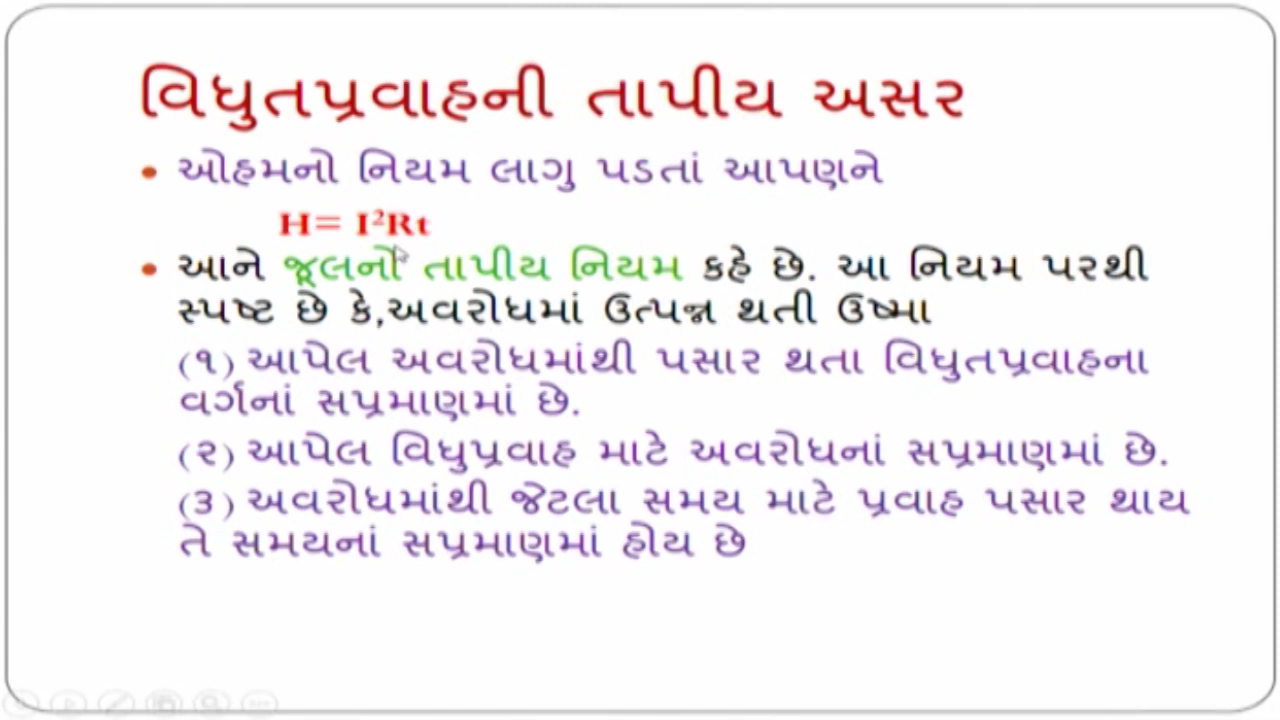 વિધુતપ્રવાહની તાપીય અસર
• ઓહમનો નિયમ લાગુ પડતાં આપણને
H= I²Rt
• આને જૂલનો તાપીય નિયમ કહે છે. આ નિયમ પરથી
સ્પષ્ટ છે કે,અવરોધમાં ઉત્પન્ન થતી ઉષ્મા
(૧) આપેલ અવરોધમાંથી પસાર થતા વિધુતપ્રવાહના
વર્ગનાં સપ્રમાણમાં છે.
(૨) આપેલ વિધુપ્રવાહ માટે અવરોધનાં સપ્રમાણમાં છે.
(૩) અવરોધમાંથી જેટલા સમય માટે પ્રવાહ પસાર થાય
તે સમયનાં સપ્રમાણમાં હોય છે